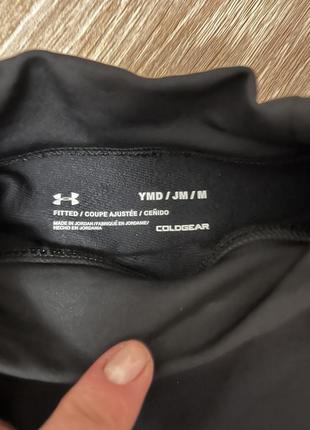 YMD / JM / M
FITTED / COUPE AJUSTÉE / CEÑIDO
MADE IN JORDAN/FABRIQUÉ EN JORDANIE/
HECHO EN JORDANIA
COLDGEAR